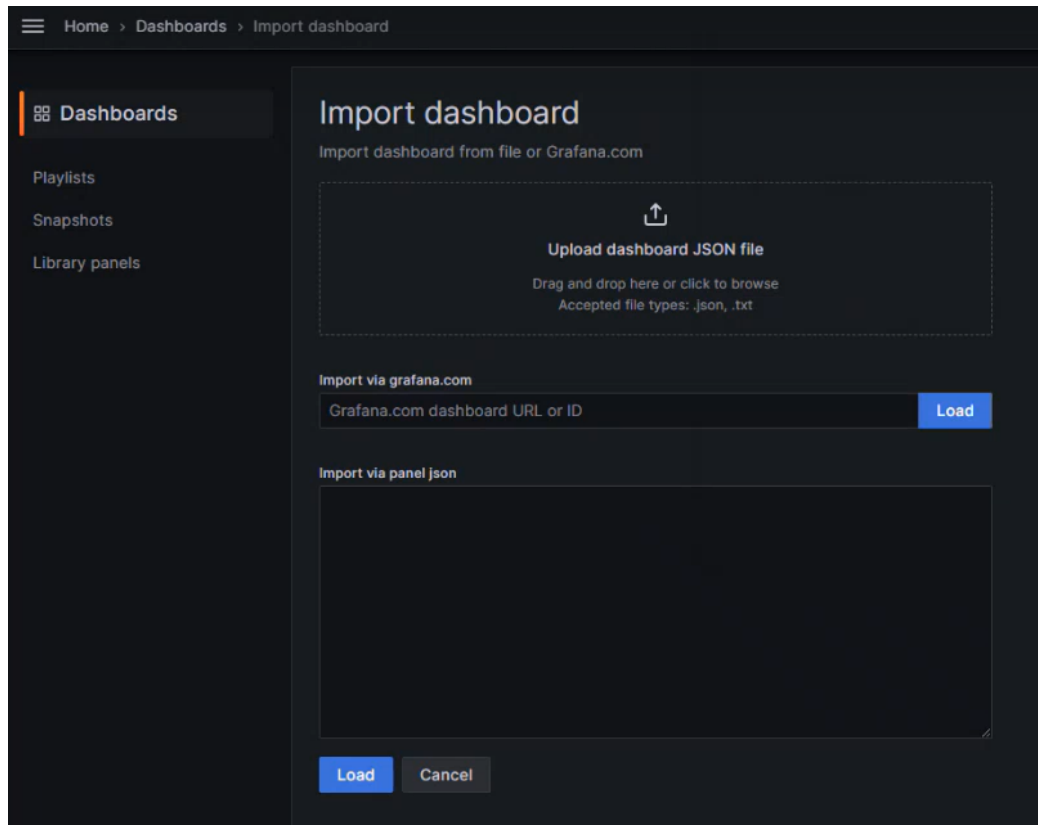 Home › Dashboards › Import dashboard
Dashboards
Playlists
Snapshots
Library panels
Import dashboard
Import dashboard from file or Grafana.com
Upload dashboard JSON file
Drag and drop here or click to browse
Accepted file types: .json, .txt
Import via grafana.com
Grafana.com dashboard URL or ID Load
Import via panel json
Load Cancel